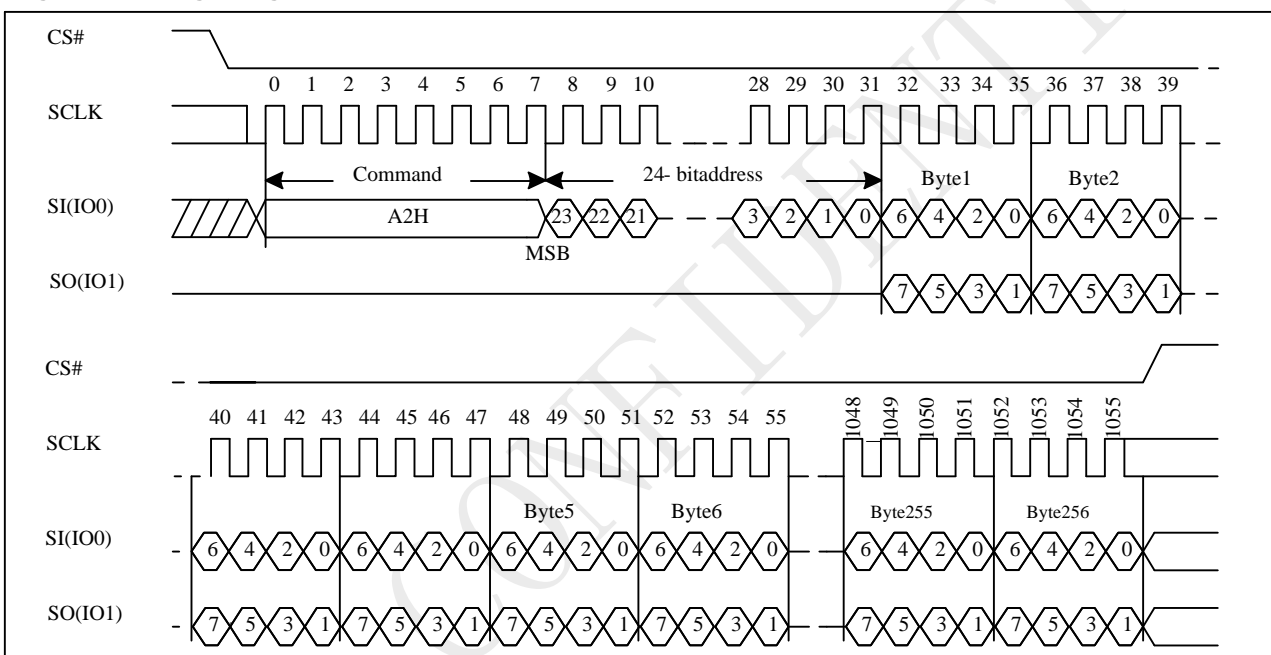 CS#
0 1 2 3 4 5 6 7 8 9 10 28 29 30 31 32 33 34 35 36 37 38 39
SCLK
Command 24- bitaddress Byte1 Byte2
SI(IO0) A2H 23 22 21 3 2 1 0 6 4 2 0 6 4 2 0
MSB
SO(IO1) 7 5 3 1 7 5 3 1
CS#
40 41 42 43 44 45 46 47 48 49 50 51 52 53 54 55 1048 1049 1050 1051 1052 1053 1054 1055
SCLK
Byte5 Byte6 Byte255 Byte256
SI(IO0) 6 4 2 0 6 4 2 0 6 4 2 0 6 4 2 0 6 4 2 0 6 4 2 0
SO(IO1) 7 5 3 1 7 5 3 1 7 5 3 1 7 5 3 1 7 5 3 1 7 5 3 1